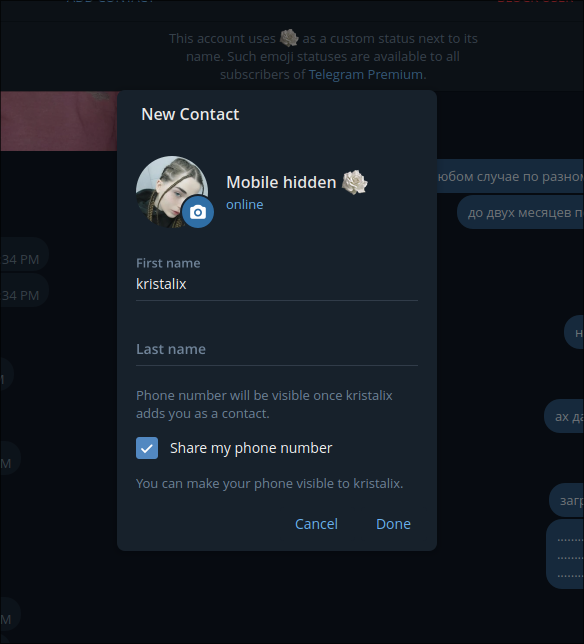 This account uses as a custom status next to its
name. Such emoji statuses are available to all
subscribers of Telegram Premium.
New Contact
Mobile hidden
online
юбом случае по разном
до двух месяцев п
34 PM
First name
kristalix
34 PM
н
Last name
Phone number will be visible once kristalix
adds you as a contact.
ах да
Share my phone number
M
You can make your phone visible to kristalix.
загр
Cancel
Done
M